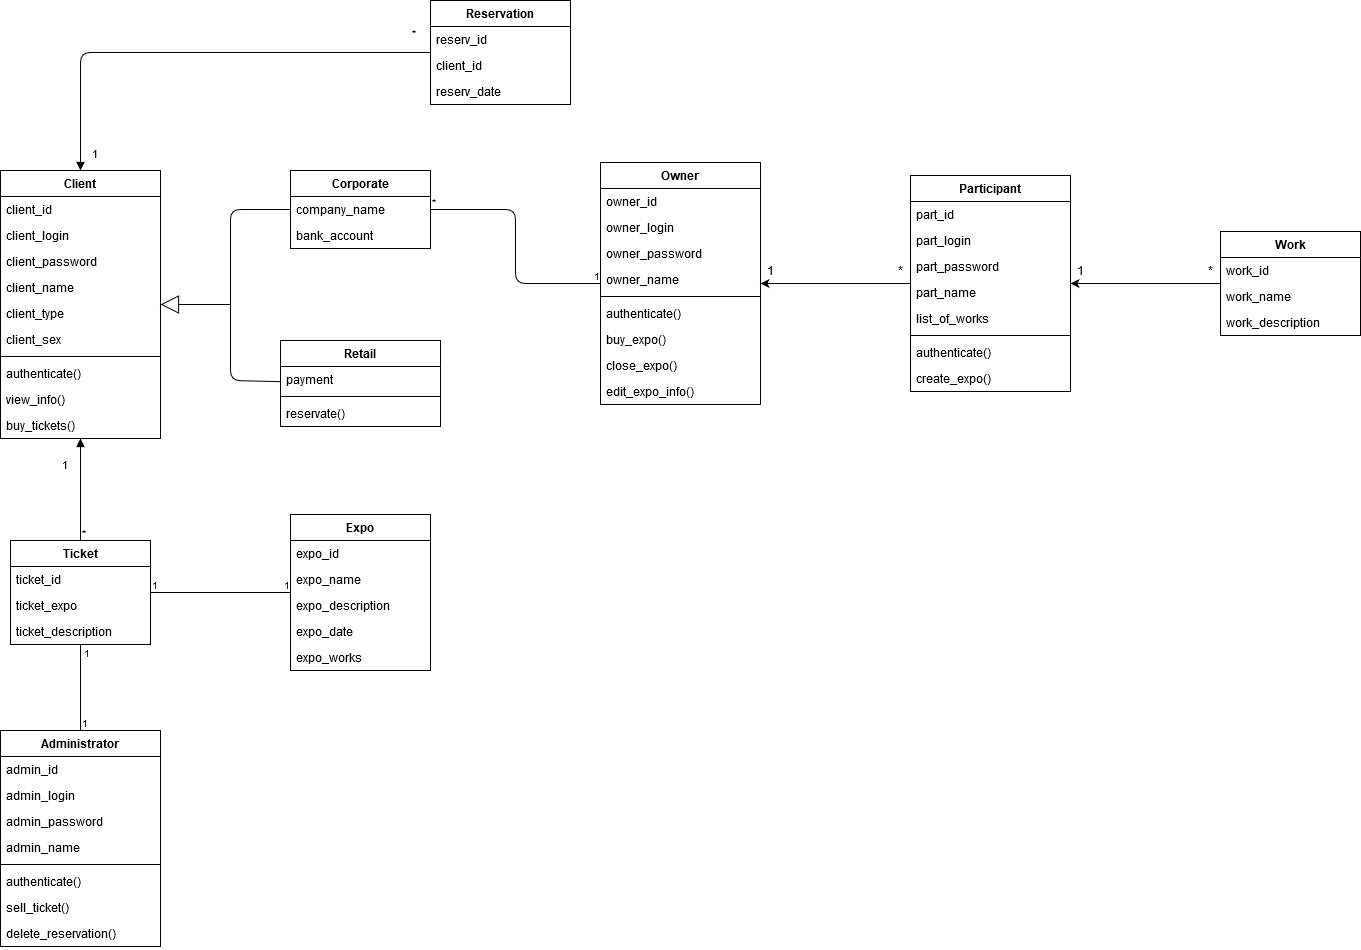 Reservation
reserv_id
client_id
reserv_date
*
1
Client
client_id
client_login
client_password
client_name
client_type
client_sex
authenticate()
view_info()
buy_tickets()
Corporate
company_name
bank_account
*
1
Retail
payment
reservate()
Owner
owner_id
owner_login
owner_password
owner_name
authenticate()
buy_expo()
close_expo()
edit_expo_info()
1
*
Participant
part_id
part_login
part_password
part_name
list_of_works
authenticate()
create_expo()
1
*
Work
work_id
work_name
work_description
1
*
Ticket
ticket_id
ticket_expo
ticket_description
1
1
Expo
expo_id
expo_name
expo_description
expo_date
expo_works
1
1
Administrator
admin_id
admin_login
admin_password
admin_name
authenticate()
sell_ticket()
delete_reservation()